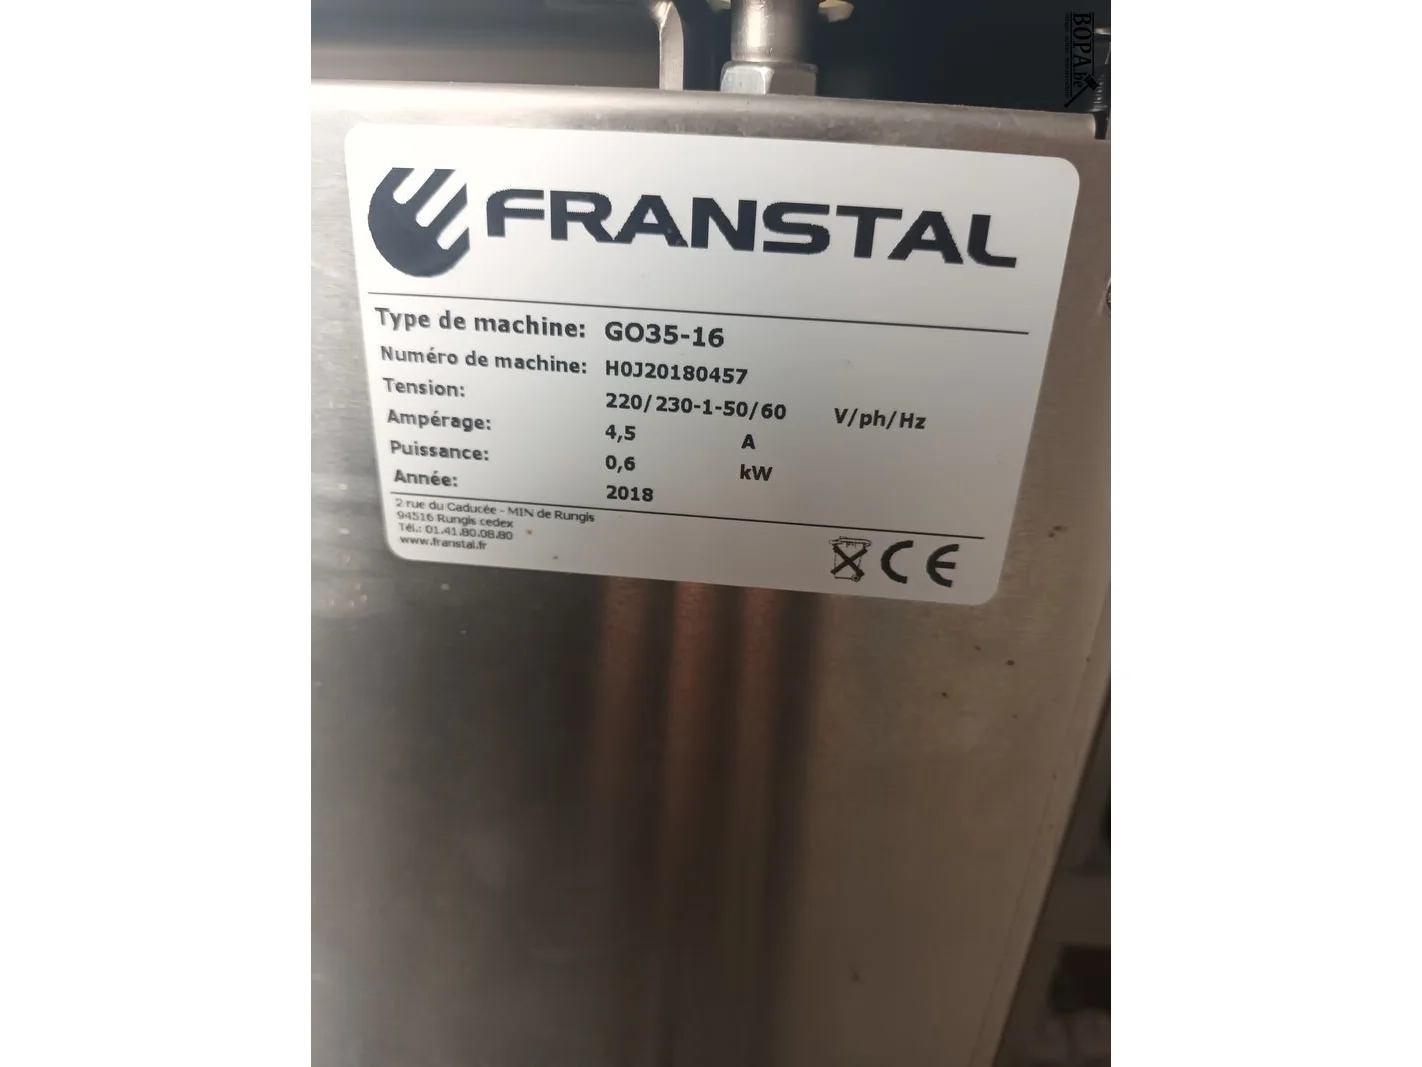 BOPA.be
FRANSTAL
Type de machine: GO35-16
Numéro de machine: H0J20180457
Tension: 220/230-1-50/60 V/ph/Hz
Ampérage: 4,5 A
Puissance: 0,6 kW
Année: 2018
2 rue du Caducée - MIN de Rungis
94516 Rungis cedex
Tél.: 01.41.80.08.80
www.franstal.fr
CE